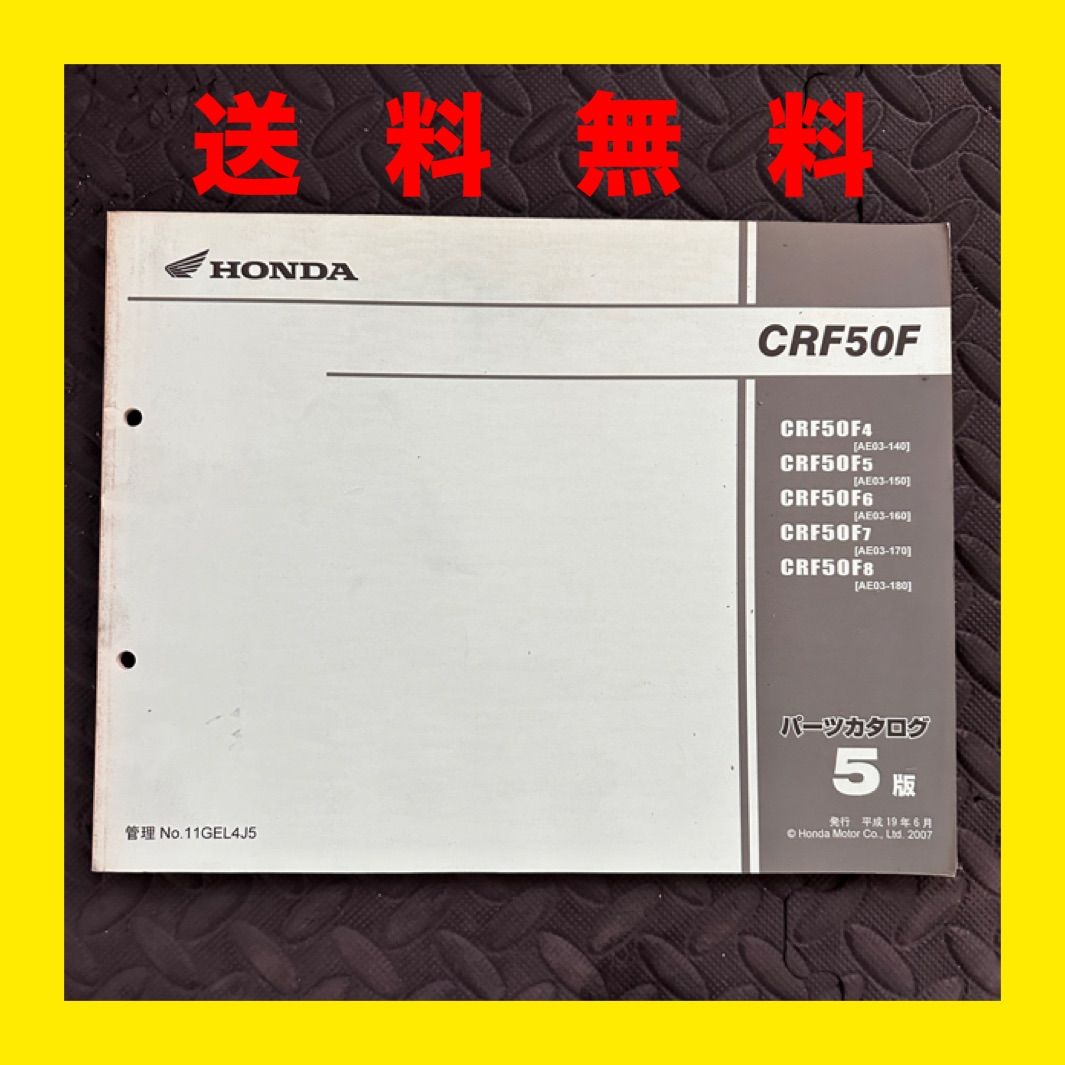 送料無料
HONDA
CRF50F
CRF50F4
[AE03-140]
CRF50F5
[AE03-150]
CRF50F6
[AE03-160]
CRF50F7
[AE03-170]
CRF50F8
[AE03-180]
パーツカタログ
5版
管理 No.11GEL4J5
発行 平成19年6月
© Honda Motor Co., Ltd. 2007